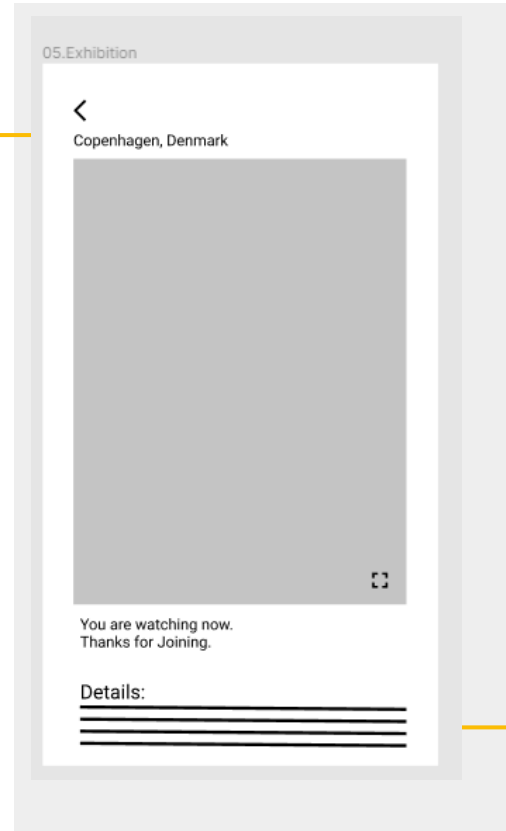 05.Exhibition
Copenhagen, Denmark
You are watching now.
Thanks for Joining.
Details: